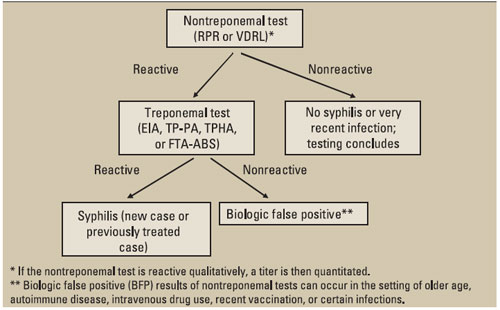 Nontreponemal test
(RPR or VDRL)*
Reactive
Nonreactive
Treponemal test
(EIA, TP-PA, TPHA,
or FTA-ABS)
No syphilis or very
recent infection;
testing concludes
Reactive
Nonreactive
Syphilis (new case or
previously treated
case)
Biologic false positive**
* If the nontreponemal test is reactive qualitatively, a titer is then quantitated.
** Biologic false positive (BFP) results of nontreponemal tests can occur in the setting of older age,
autoimmune disease, intravenous drug use, recent vaccination, or certain infections.